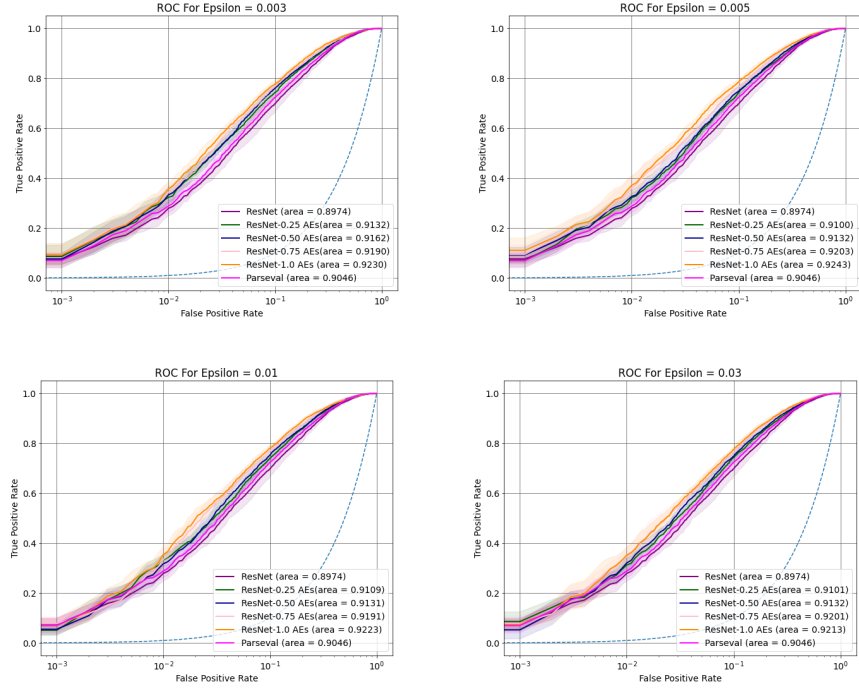 ROC For Epsilon = 0.003
1.0
0.8
0.6
0.4
0.2
0.0
True Positive Rate
ResNet (area = 0.8974)
ResNet-0.25 AEs(area = 0.9132)
ResNet-0.50 AEs(area = 0.9162)
ResNet-0.75 AEs(area = 0.9190)
ResNet-1.0 AEs (area = 0.9230)
Parseval (area = 0.9046)
10⁻³ 10⁻² 10⁻¹ 10⁰
False Positive Rate
ROC For Epsilon = 0.005
1.0
0.8
0.6
0.4
0.2
0.0
True Positive Rate
ResNet (area = 0.8974)
ResNet-0.25 AEs(area = 0.9100)
ResNet-0.50 AEs(area = 0.9132)
ResNet-0.75 AEs(area = 0.9203)
ResNet-1.0 AEs (area = 0.9243)
Parseval (area = 0.9046)
10⁻³ 10⁻² 10⁻¹ 10⁰
False Positive Rate
ROC For Epsilon = 0.01
1.0
0.8
0.6
0.4
0.2
0.0
True Positive Rate
ResNet (area = 0.8974)
ResNet-0.25 AEs(area = 0.9109)
ResNet-0.50 AEs(area = 0.9131)
ResNet-0.75 AEs(area = 0.9191)
ResNet-1.0 AEs (area = 0.9223)
Parseval (area = 0.9046)
10⁻³ 10⁻² 10⁻¹ 10⁰
False Positive Rate
ROC For Epsilon = 0.03
1.0
0.8
0.6
0.4
0.2
0.0
True Positive Rate
ResNet (area = 0.8974)
ResNet-0.25 AEs(area = 0.9101)
ResNet-0.50 AEs(area = 0.9132)
ResNet-0.75 AEs(area = 0.9201)
ResNet-1.0 AEs (area = 0.9213)
Parseval (area = 0.9046)
10⁻³ 10⁻² 10⁻¹ 10⁰
False Positive Rate